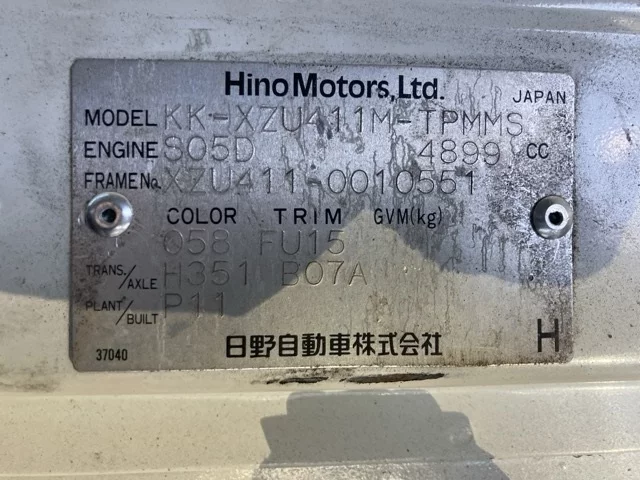 Hino Motors, Ltd. JAPAN
MODEL KK-XZU411M-TPMMS
ENGINE S05D 4899 CC
FRAME No. XZU411-0010551
COLOR TRIM GVM(kg)
058 FU15
TRANS./AXLE H351 B07A
PLANT/BUILT P11
37040 日野自動車株式会社 H